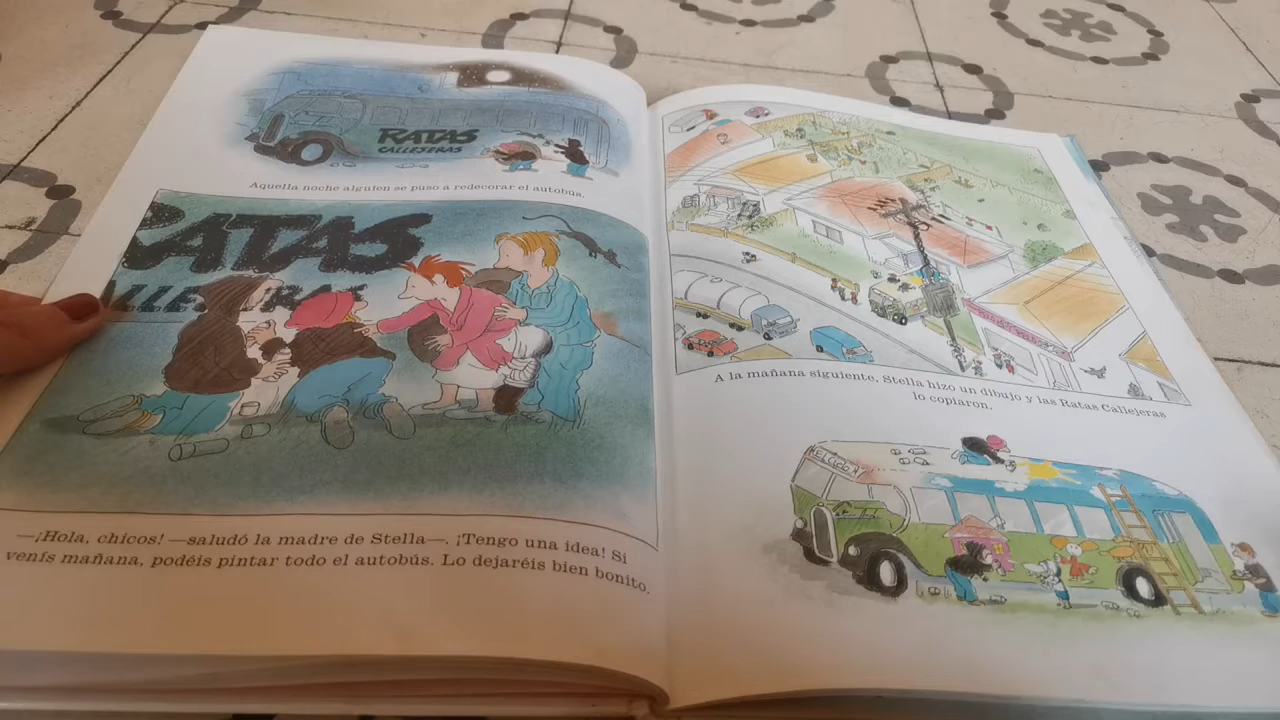 RATAS
CALLEJERAS
Aquella noche alguien se puso a redecorar el autobús.
RATAS
CALLEJERAS
—¡Hola, chicos! —saludó la madre de Stella—. ¡Tengo una idea! Si
venís mañana, podéis pintar todo el autobús. Lo dejaréis bien bonito.
A la mañana siguiente, Stella hizo un dibujo y las Ratas Callejeras
lo copiaron.